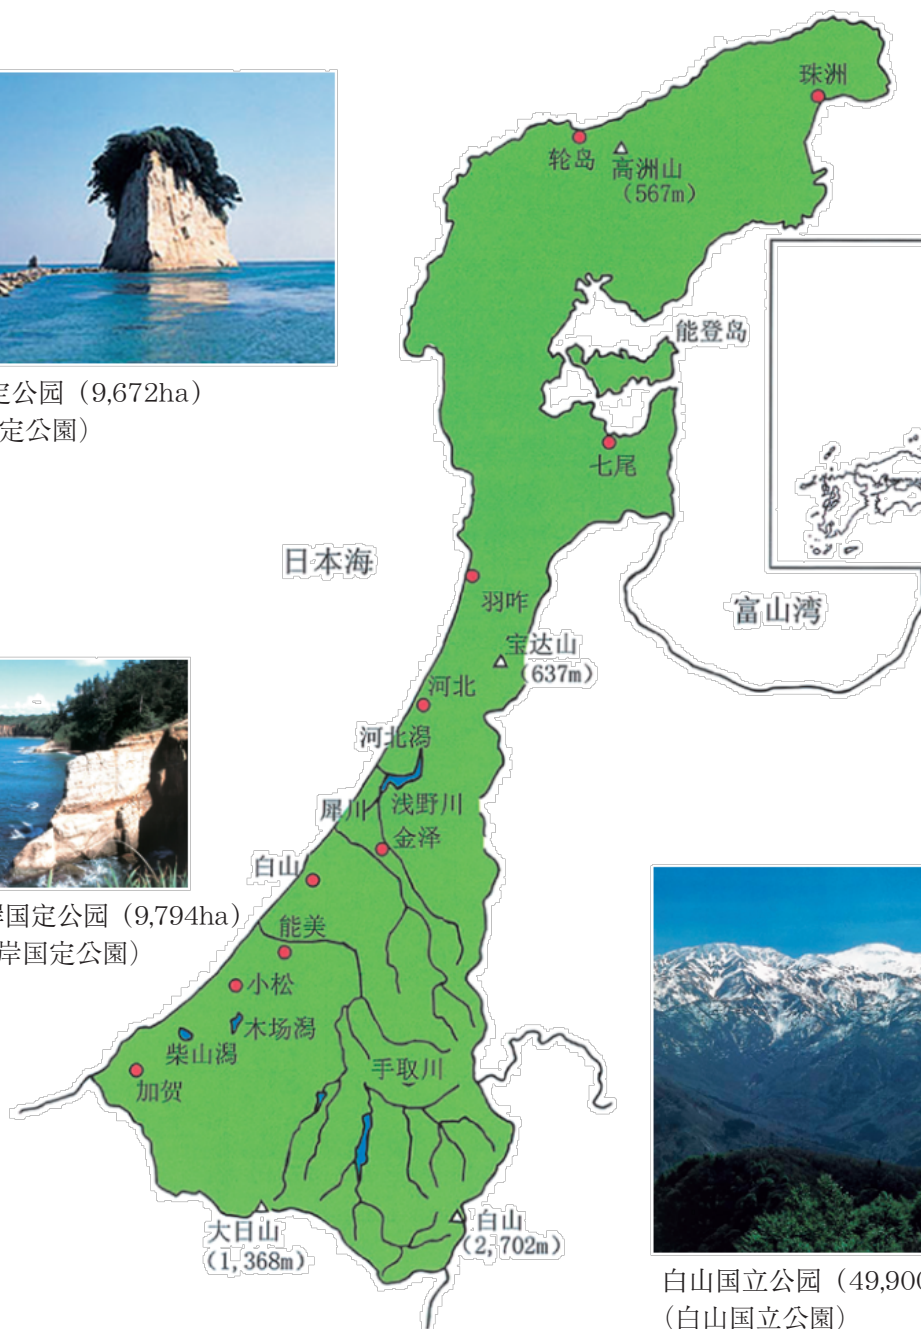 珠洲
轮岛
高洲山
(567m)
能登岛
定公园（9,672ha）
定公園）
七尾
日本海
羽咋
富山湾
宝达山
(637m)
河北
河北潟
犀川
浅野川
金泽
白山
岸国定公园（9,794ha）
岸国定公園）
能美
小松
木场潟
柴山潟
手取川
加贺
大日山
(1,368m)
白山
(2,702m)
白山国立公园（49,900
（白山国立公園）